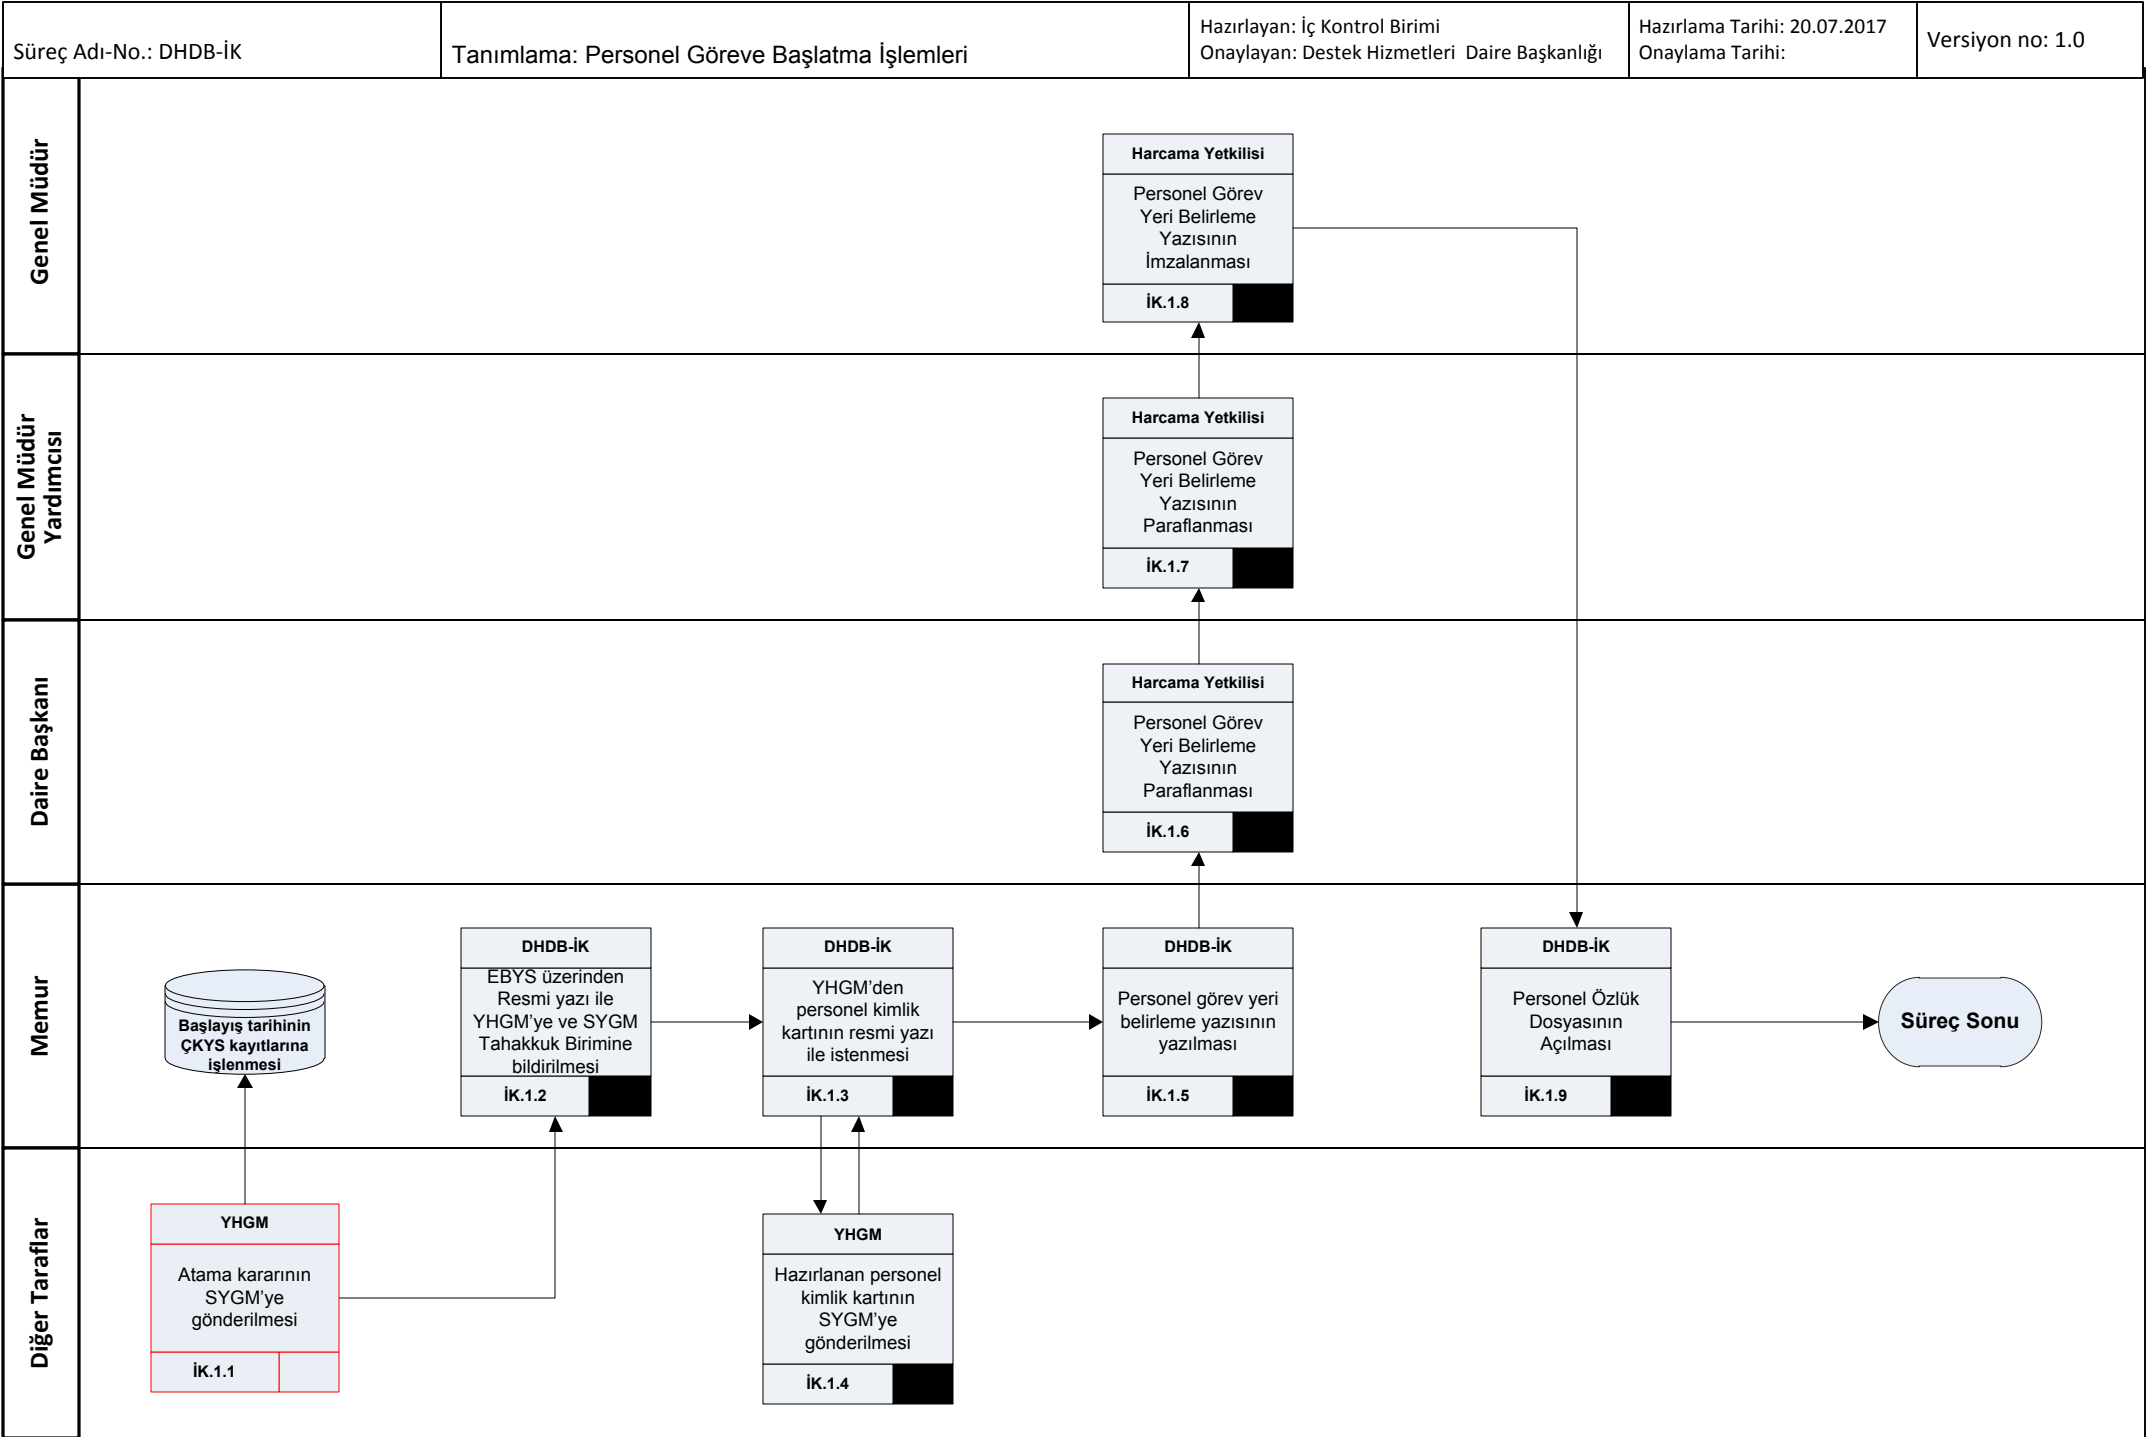 Süreç Adı-No.: DHDB-İK
Tanımlama: Personel Göreve Başlatma İşlemleri
Hazırlayan: İç Kontrol Birimi
Onaylayan: Destek Hizmetleri  Daire Başkanlığı
Hazırlama Tarihi: 20.07.2017
Onaylama Tarihi:
Versiyon no: 1.0
Genel Müdür
Harcama Yetkilisi
Personel Görev
Yeri Belirleme
Yazısının
İmzalanması
İK.1.8
Genel Müdür
Yardımcısı
Harcama Yetkilisi
Personel Görev
Yeri Belirleme
Yazısının
Paraflanması
İK.1.7
Daire Başkanı
Harcama Yetkilisi
Personel Görev
Yeri Belirleme
Yazısının
Paraflanması
İK.1.6
Memur
Başlayış tarihinin
ÇKYS kayıtlarına
işlenmesi
DHDB-İK
EBYS üzerinden
Resmi yazı ile
YHGM'ye ve SYGM
Tahakkuk Birimine
bildirilmesi
İK.1.2
DHDB-İK
YHGM'den
personel kimlik
kartının resmi yazı
ile istenmesi
İK.1.3
DHDB-İK
Personel görev yeri
belirleme yazısının
yazılması
İK.1.5
DHDB-İK
Personel Özlük
Dosyasının
Açılması
İK.1.9
Süreç Sonu
Diğer Taraflar
YHGM
Atama kararının
SYGM'ye
gönderilmesi
İK.1.1
YHGM
Hazırlanan personel
kimlik kartının
SYGM'ye
gönderilmesi
İK.1.4